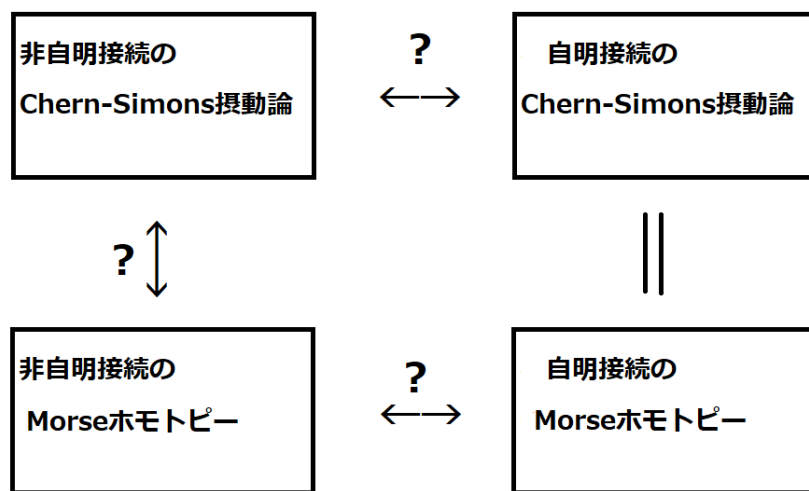 非自明接続の
Chern-Simons摂動論
?
自明接続の
Chern-Simons摂動論
?
非自明接続の
Morseホモトピー
?
自明接続の
Morseホモトピー